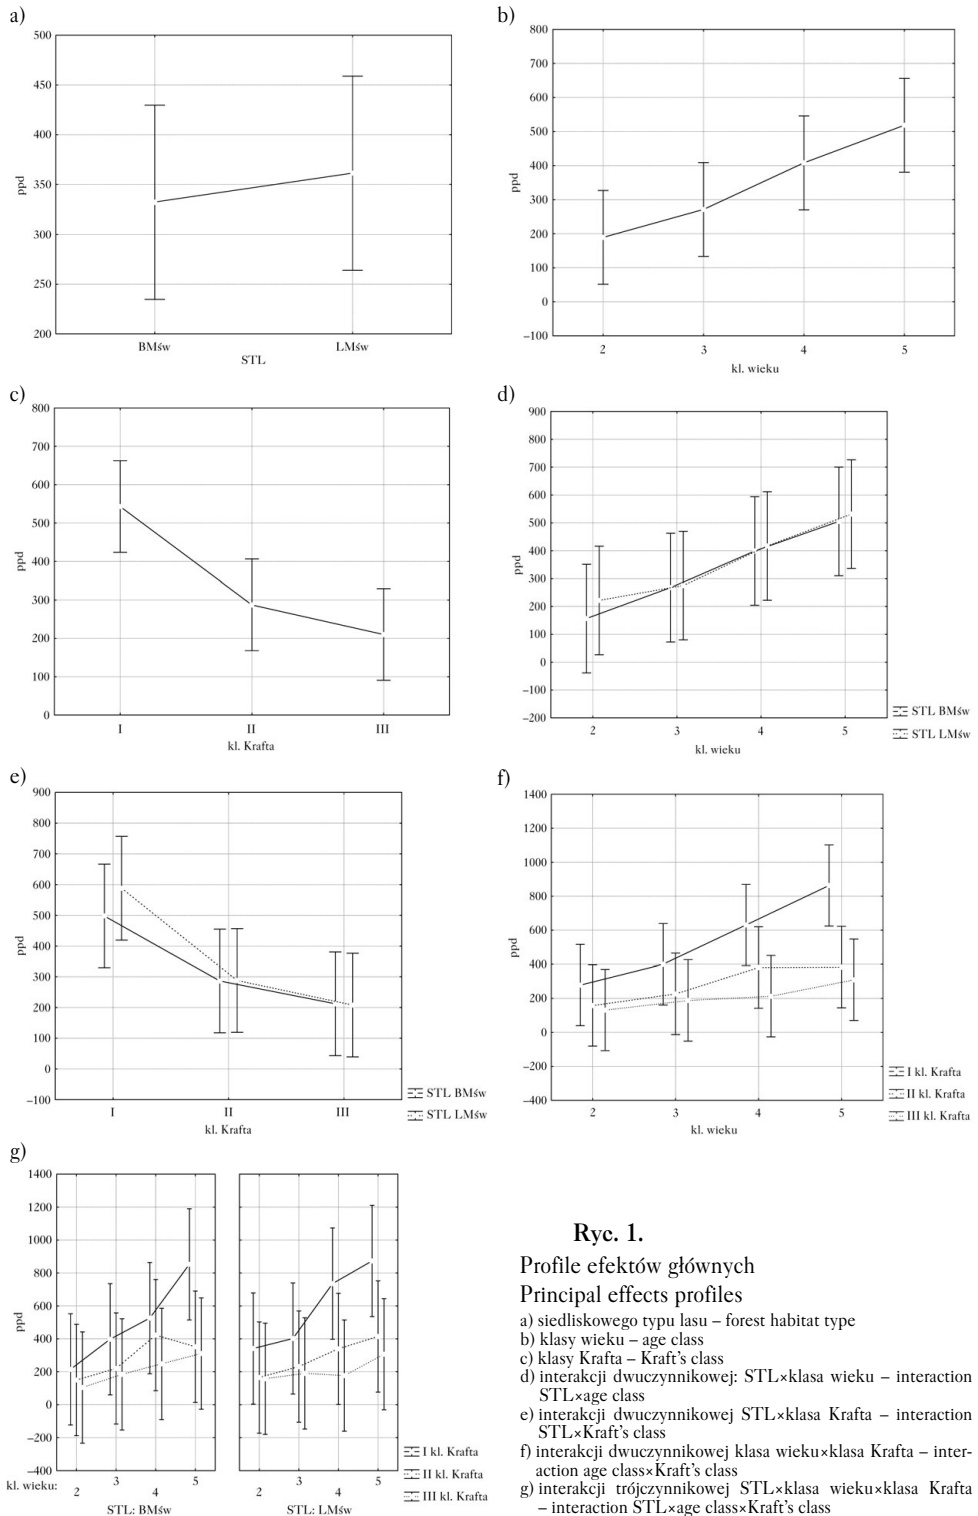 a)
500
450
400
350
300
250
200
ppd
BMśw
LMśw
STL
b)
800
700
600
500
400
300
200
100
0
–100
ppd
2
3
4
5
kl. wieku
c)
800
700
600
500
400
300
200
100
0
ppd
I
II
III
kl. Krafta
d)
900
800
700
600
500
400
300
200
100
0
–100
–200
ppd
2
3
4
5
kl. wieku
STL BMśw
STL LMśw
e)
900
800
700
600
500
400
300
200
100
0
–100
ppd
I
II
III
kl. Krafta
STL BMśw
STL LMśw
f)
1400
1200
1000
800
600
400
200
0
–200
–400
ppd
2
3
4
5
kl. wieku
I kl. Krafta
II kl. Krafta
III kl. Krafta
g)
1400
1200
1000
800
600
400
200
0
–200
–400
ppd
kl. wieku:
2
3
4
5
STL: BMśw
2
3
4
5
STL: LMśw
I kl. Krafta
II kl. Krafta
III kl. Krafta
Ryc. 1.
Profile efektów głównych
Principal effects profiles
a) siedliskowego typu lasu – forest habitat type
b) klasy wieku – age class
c) klasy Krafta – Kraft's class
d) interakcji dwuczynnikowej: STL×klasa wieku – interaction
STL×age class
e) interakcji dwuczynnikowej STL×klasa Krafta – interaction
STL×Kraft's class
f) interakcji dwuczynnikowej klasa wieku×klasa Krafta – inter-
action age class×Kraft's class
g) interakcji trójczynnikowej STL×klasa wieku×klasa Krafta
– interaction STL×age class×Kraft's class